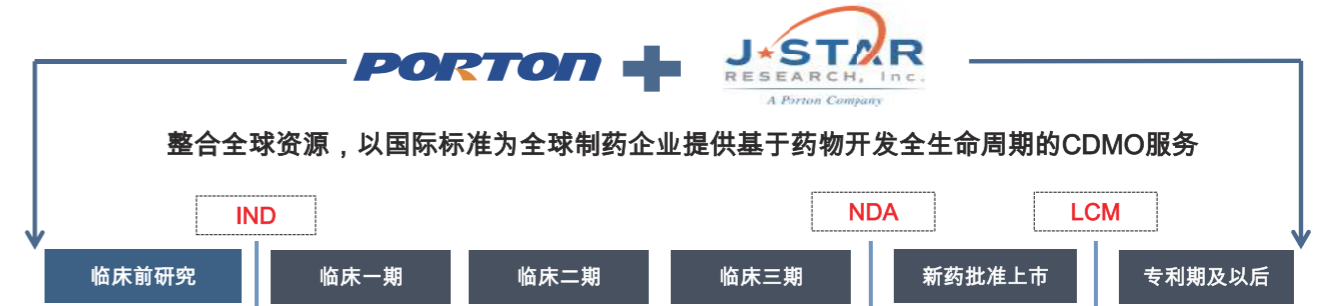 PORTON
J★STAR
RESEARCH, Inc.
A Porton Company
整合全球资源，以国际标准为全球制药企业提供基于药物开发全生命周期的CDMO服务
IND
NDA
LCM
临床前研究
临床一期
临床二期
临床三期
新药批准上市
专利期及以后